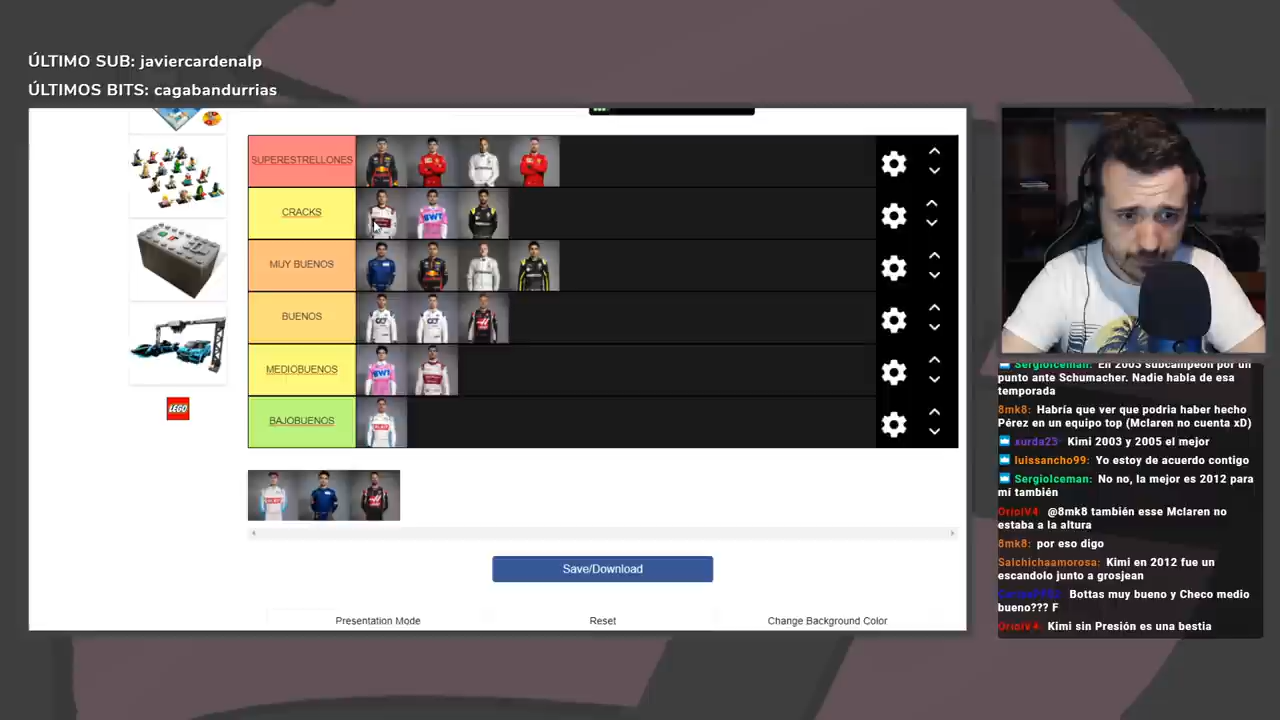 ÚLTIMO SUB: javiercardenalp
ÚLTIMOS BITS: cagabandurrias
SUPERESTRELLONES
CRACKS
MUY BUENOS
BUENOS
MEDIOBUENOS
BAJOBUENOS
LEGO
Save/Download
Presentation Mode
Reset
Change Background Color
SergioIceman: En 2003 subcampeón por un
punto ante Schumacher. Nadie habla de esa
temporada
8mk8: Habría que ver que podria haber hecho
Pérez en un equipo top (Mclaren no cuenta xD)
xurda23: Kimi 2003 y 2005 el mejor
luissancho99: Yo estoy de acuerdo contigo
SergioIceman: No no, la mejor es 2012 para
mí también
OriolV4: @8mk8 también esse Mclaren no
estaba a la altura
8mk8: por eso digo
Salchichaamorosa: Kimi en 2012 fue un
escandolo junto a grosjean
Bottas muy bueno y Checo medio
bueno??? F
OriolV4: Kimi sin Presión es una bestia